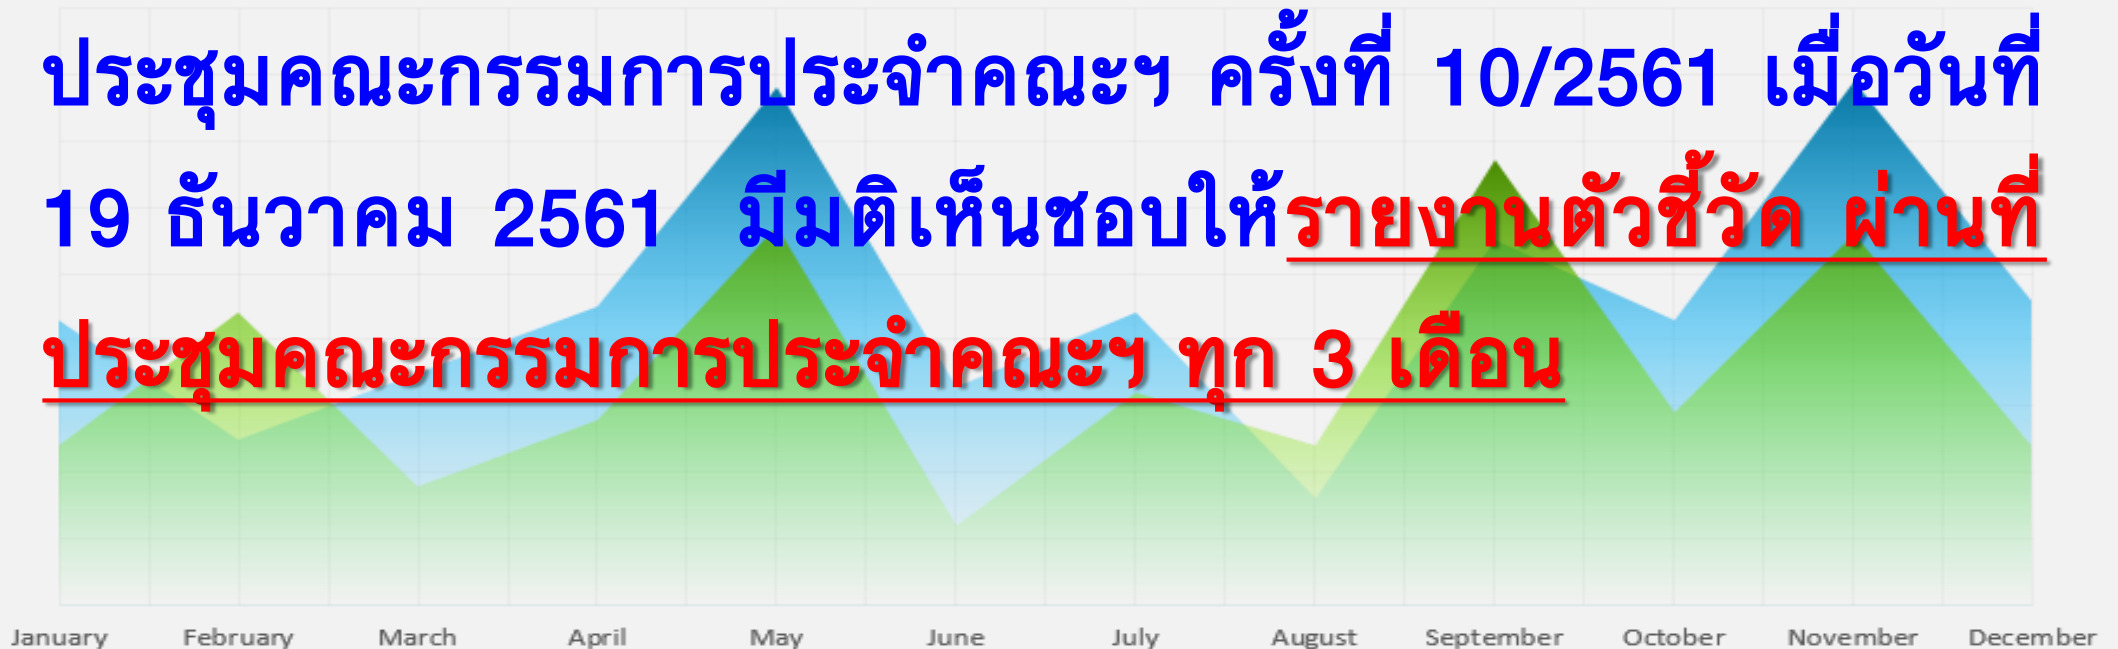 ประชุมคณะกรรมการประจำคณะฯ ครั้งที่ 10/2561 เมื่อวันที่
19 ธันวาคม 2561 มีมติเห็นชอบให้รายงานตัวชี้วัด ผ่านที่
ประชุมคณะกรรมการประจำคณะฯ ทุก 3 เดือน
January February March April May June July August September October November December